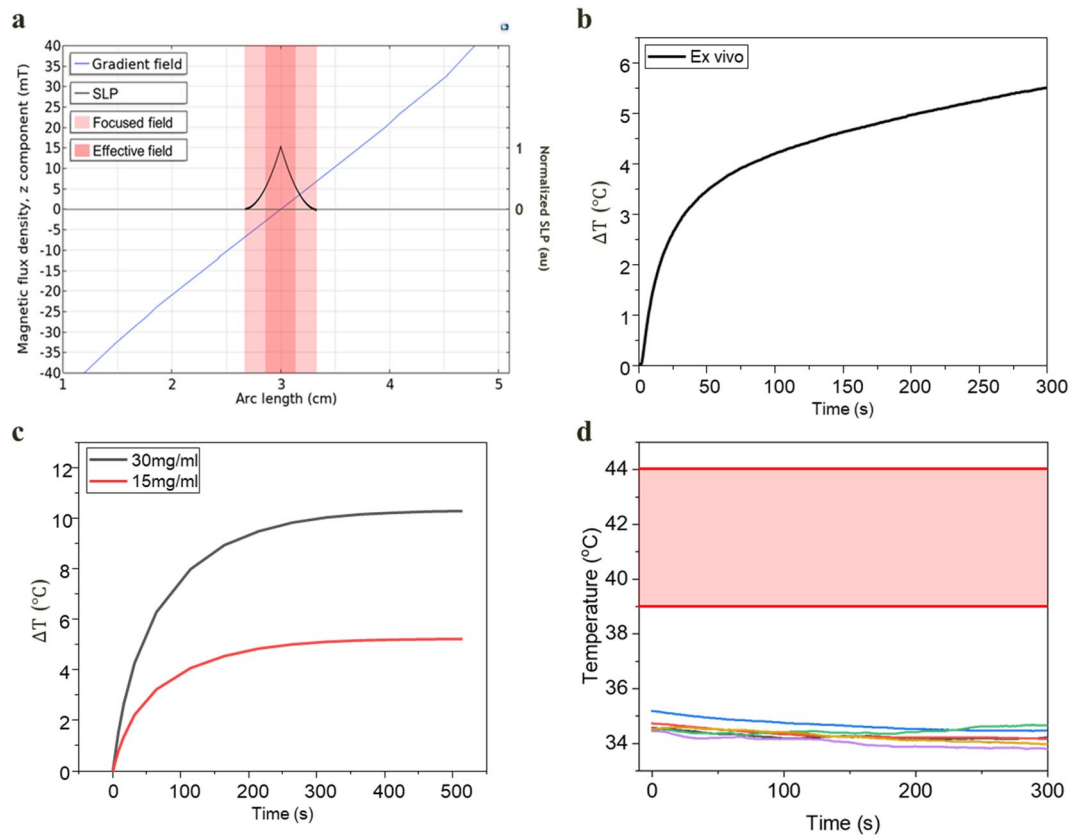 a
Magnetic flux density, z component (mT)
40
35
30
25
20
15
10
5
0
-5
-10
-15
-20
-25
-30
-35
-40
Gradient field
SLP
Focused field
Effective field
1
0
Normalized SLP (au)
1 2 3 4 5
Arc length (cm)
b
Ex vivo
ΔT (°C)
6
5
4
3
2
1
0
0 50 100 150 200 250 300
Time (s)
c
30mg/ml
15mg/ml
ΔT (°C)
12
10
8
6
4
2
0
0 100 200 300 400 500
Time (s)
d
Temperature (°C)
44
42
40
38
36
34
0 100 200 300
Time (s)